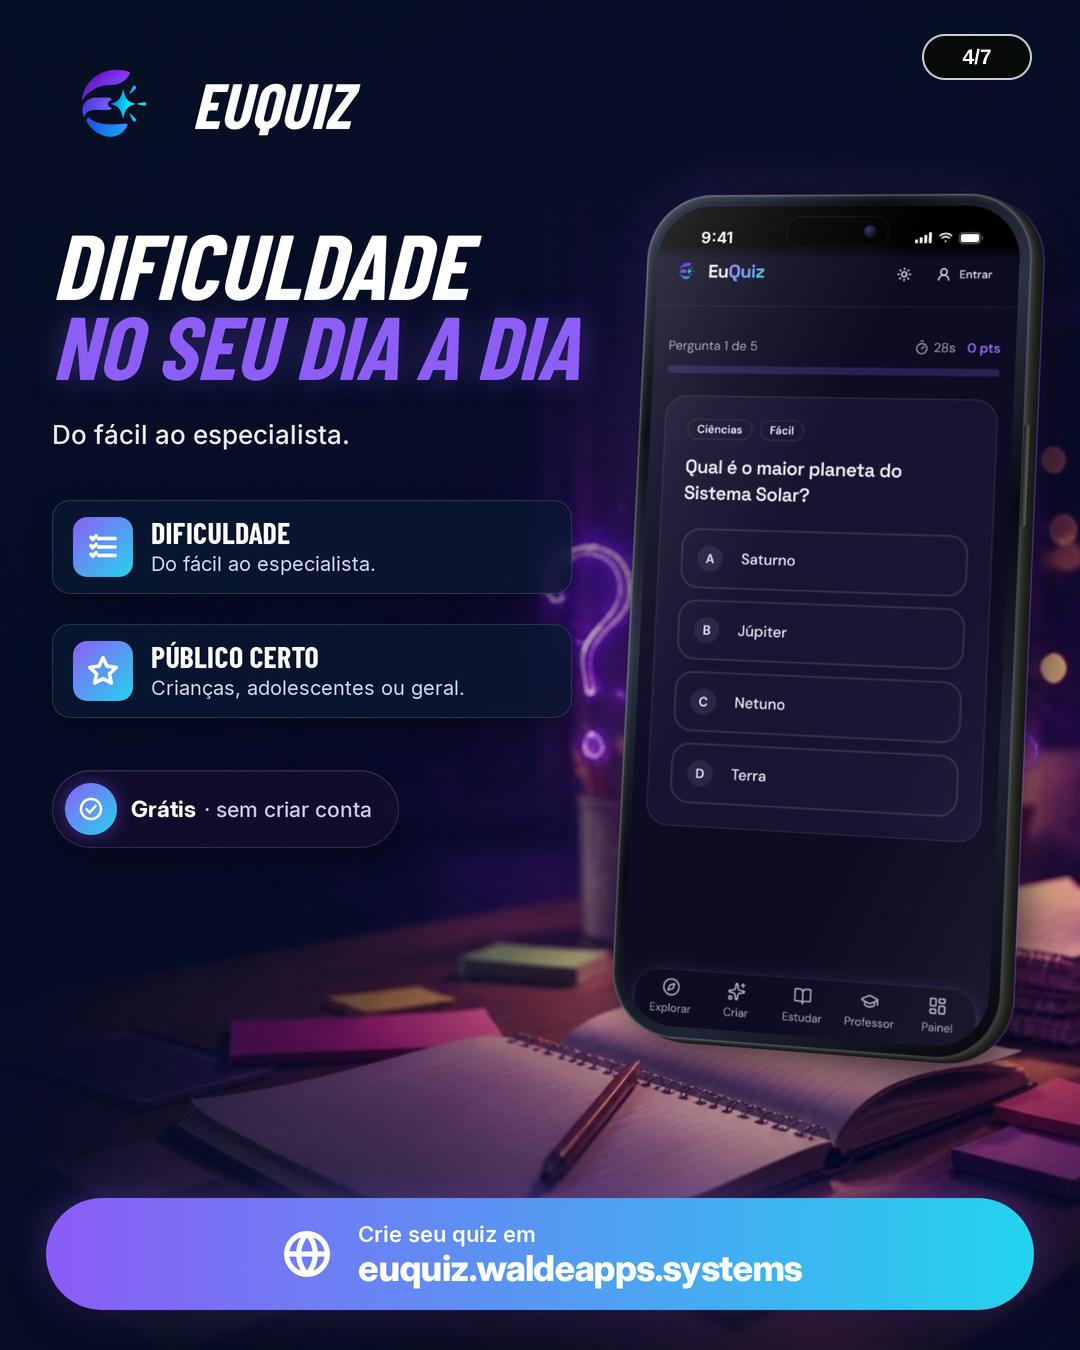 4/7
EUQUIZ
DIFICULDADE
NO SEU DIA A DIA
Do fácil ao especialista.
DIFICULDADE
Do fácil ao especialista.
PÚBLICO CERTO
Crianças, adolescentes ou geral.
Grátis · sem criar conta
9:41
EuQuiz
Entrar
Pergunta 1 de 5
28s 0 pts
Ciências Fácil
Qual é o maior planeta do
Sistema Solar?
A Saturno
B Júpiter
C Netuno
D Terra
Explorar Criar Estudar Professor Painel
Crie seu quiz em
euquiz.waldeapps.systems